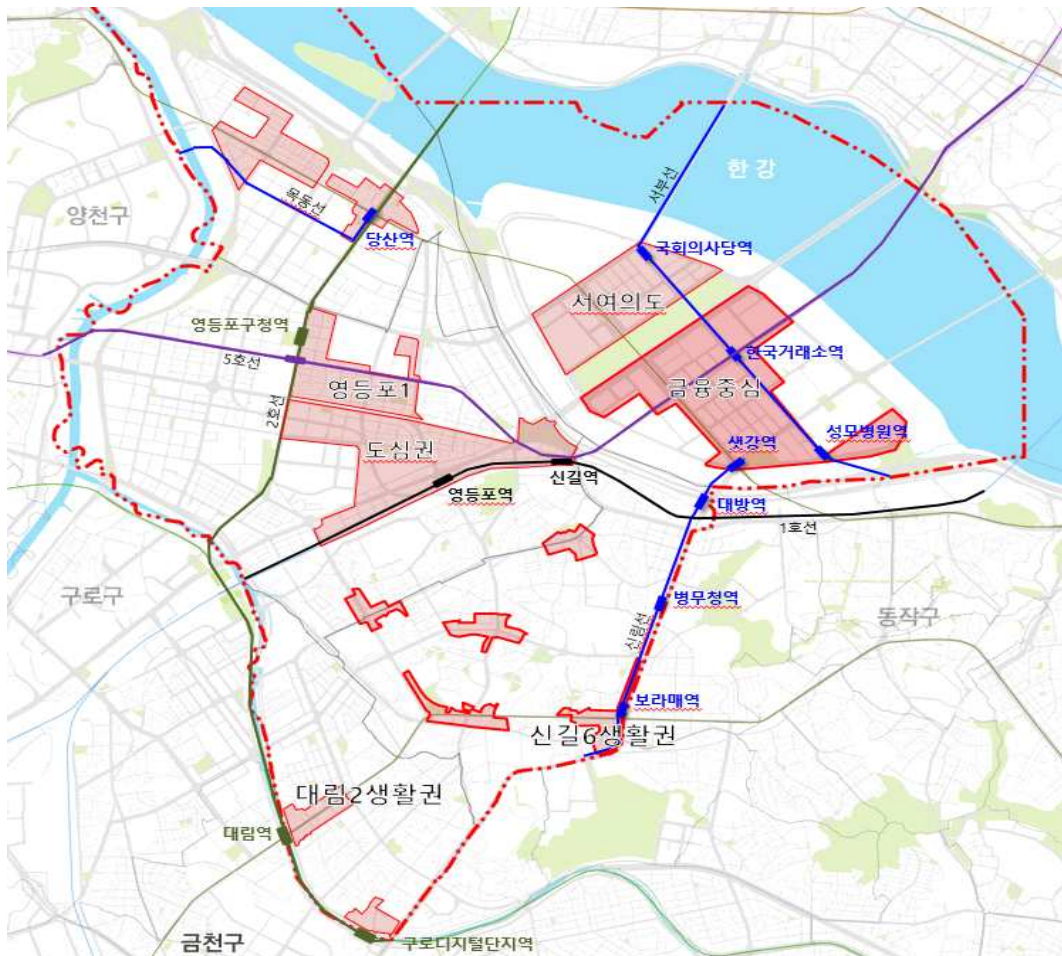 한 강
서부선
양천구
목동선
당산역
국회의사당역
서여의도
영등포구청역
5호선
한국거래소역
영등포1
금융중심
2호선
도심권
샛강역
성모병원역
영등포역
신길역
대방역
1호선
구로구
병무청역
동작구
신림선
보라매역
신길6생활권
대림2생활권
대림역
금천구
구로디지털단지역